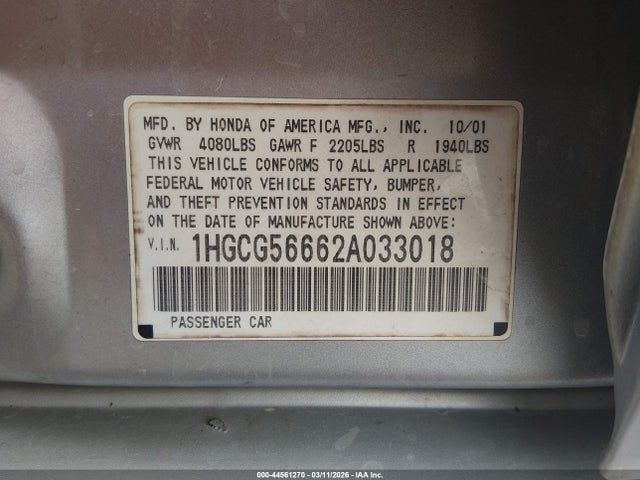 MFD. BY HONDA OF AMERICA MFG., INC. 10/01
GVWR 4080LBS GAWR F 2205LBS R 1940LBS
THIS VEHICLE CONFORMS TO ALL APPLICABLE
FEDERAL MOTOR VEHICLE SAFETY, BUMPER,
AND THEFT PREVENTION STANDARDS IN EFFECT
ON THE DATE OF MANUFACTURE SHOWN ABOVE:
V.I.N. 1HGCG56662A033018
PASSENGER CAR
000-44561270 - 03/11/2026 - IAA Inc.